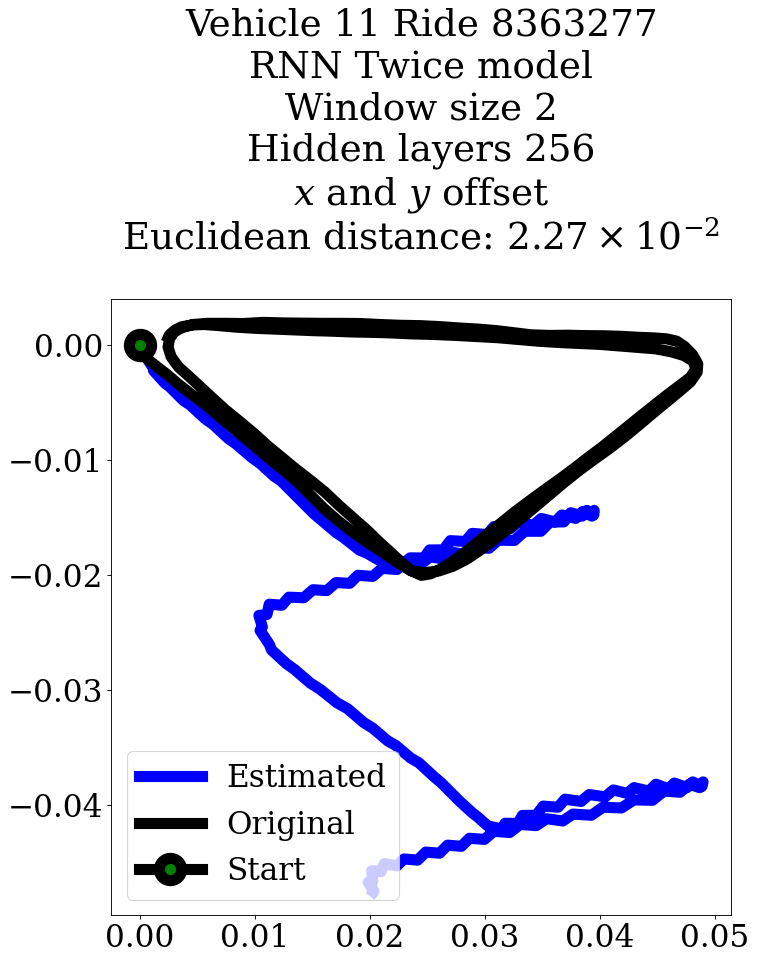 Vehicle 11 Ride 8363277
RNN Twice model
Window size 2
Hidden layers 256
x and y offset
Euclidean distance: 2.27 × 10⁻²
0.00
−0.01
−0.02
−0.03
−0.04
Estimated
Original
Start
0.00 0.01 0.02 0.03 0.04 0.05